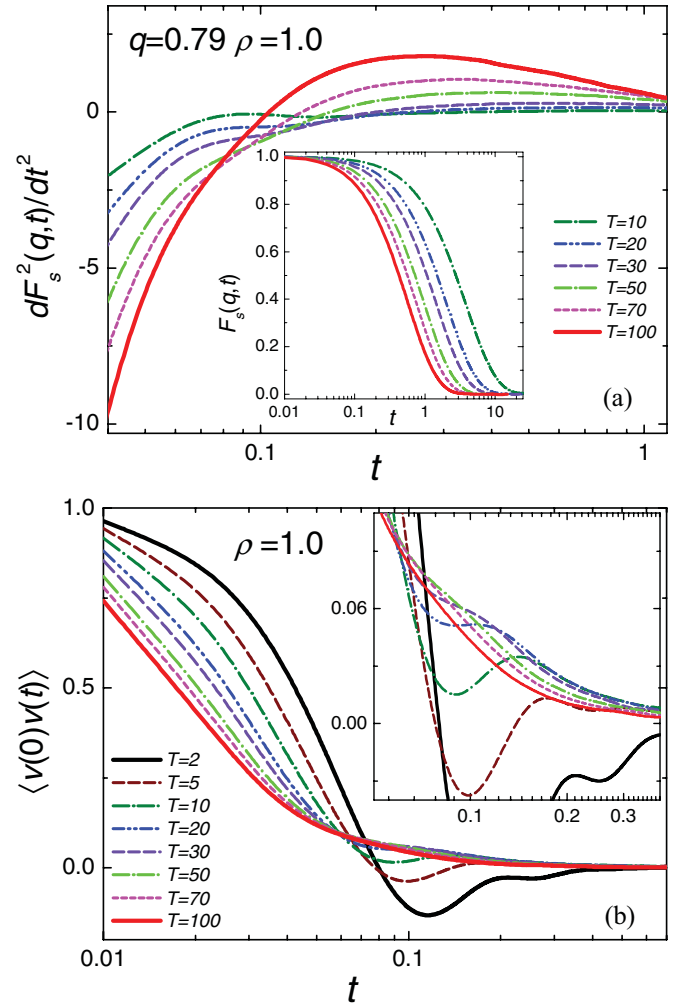 q=0.79 ρ=1.0
dF_s^2(q,t)/dt^2
0
-5
-10
1.0
0.8
0.6
0.4
0.2
0.0
F_s(q,t)
0.01
0.1
1
10
t
T=10
T=20
T=30
T=50
T=70
T=100
(a)
0.1
1
t
ρ=1.0
⟨v(0)v(t)⟩
1.0
0.5
0.0
0.06
0.00
0.1
0.2
0.3
T=2
T=5
T=10
T=20
T=30
T=50
T=70
T=100
(b)
0.01
0.1
t